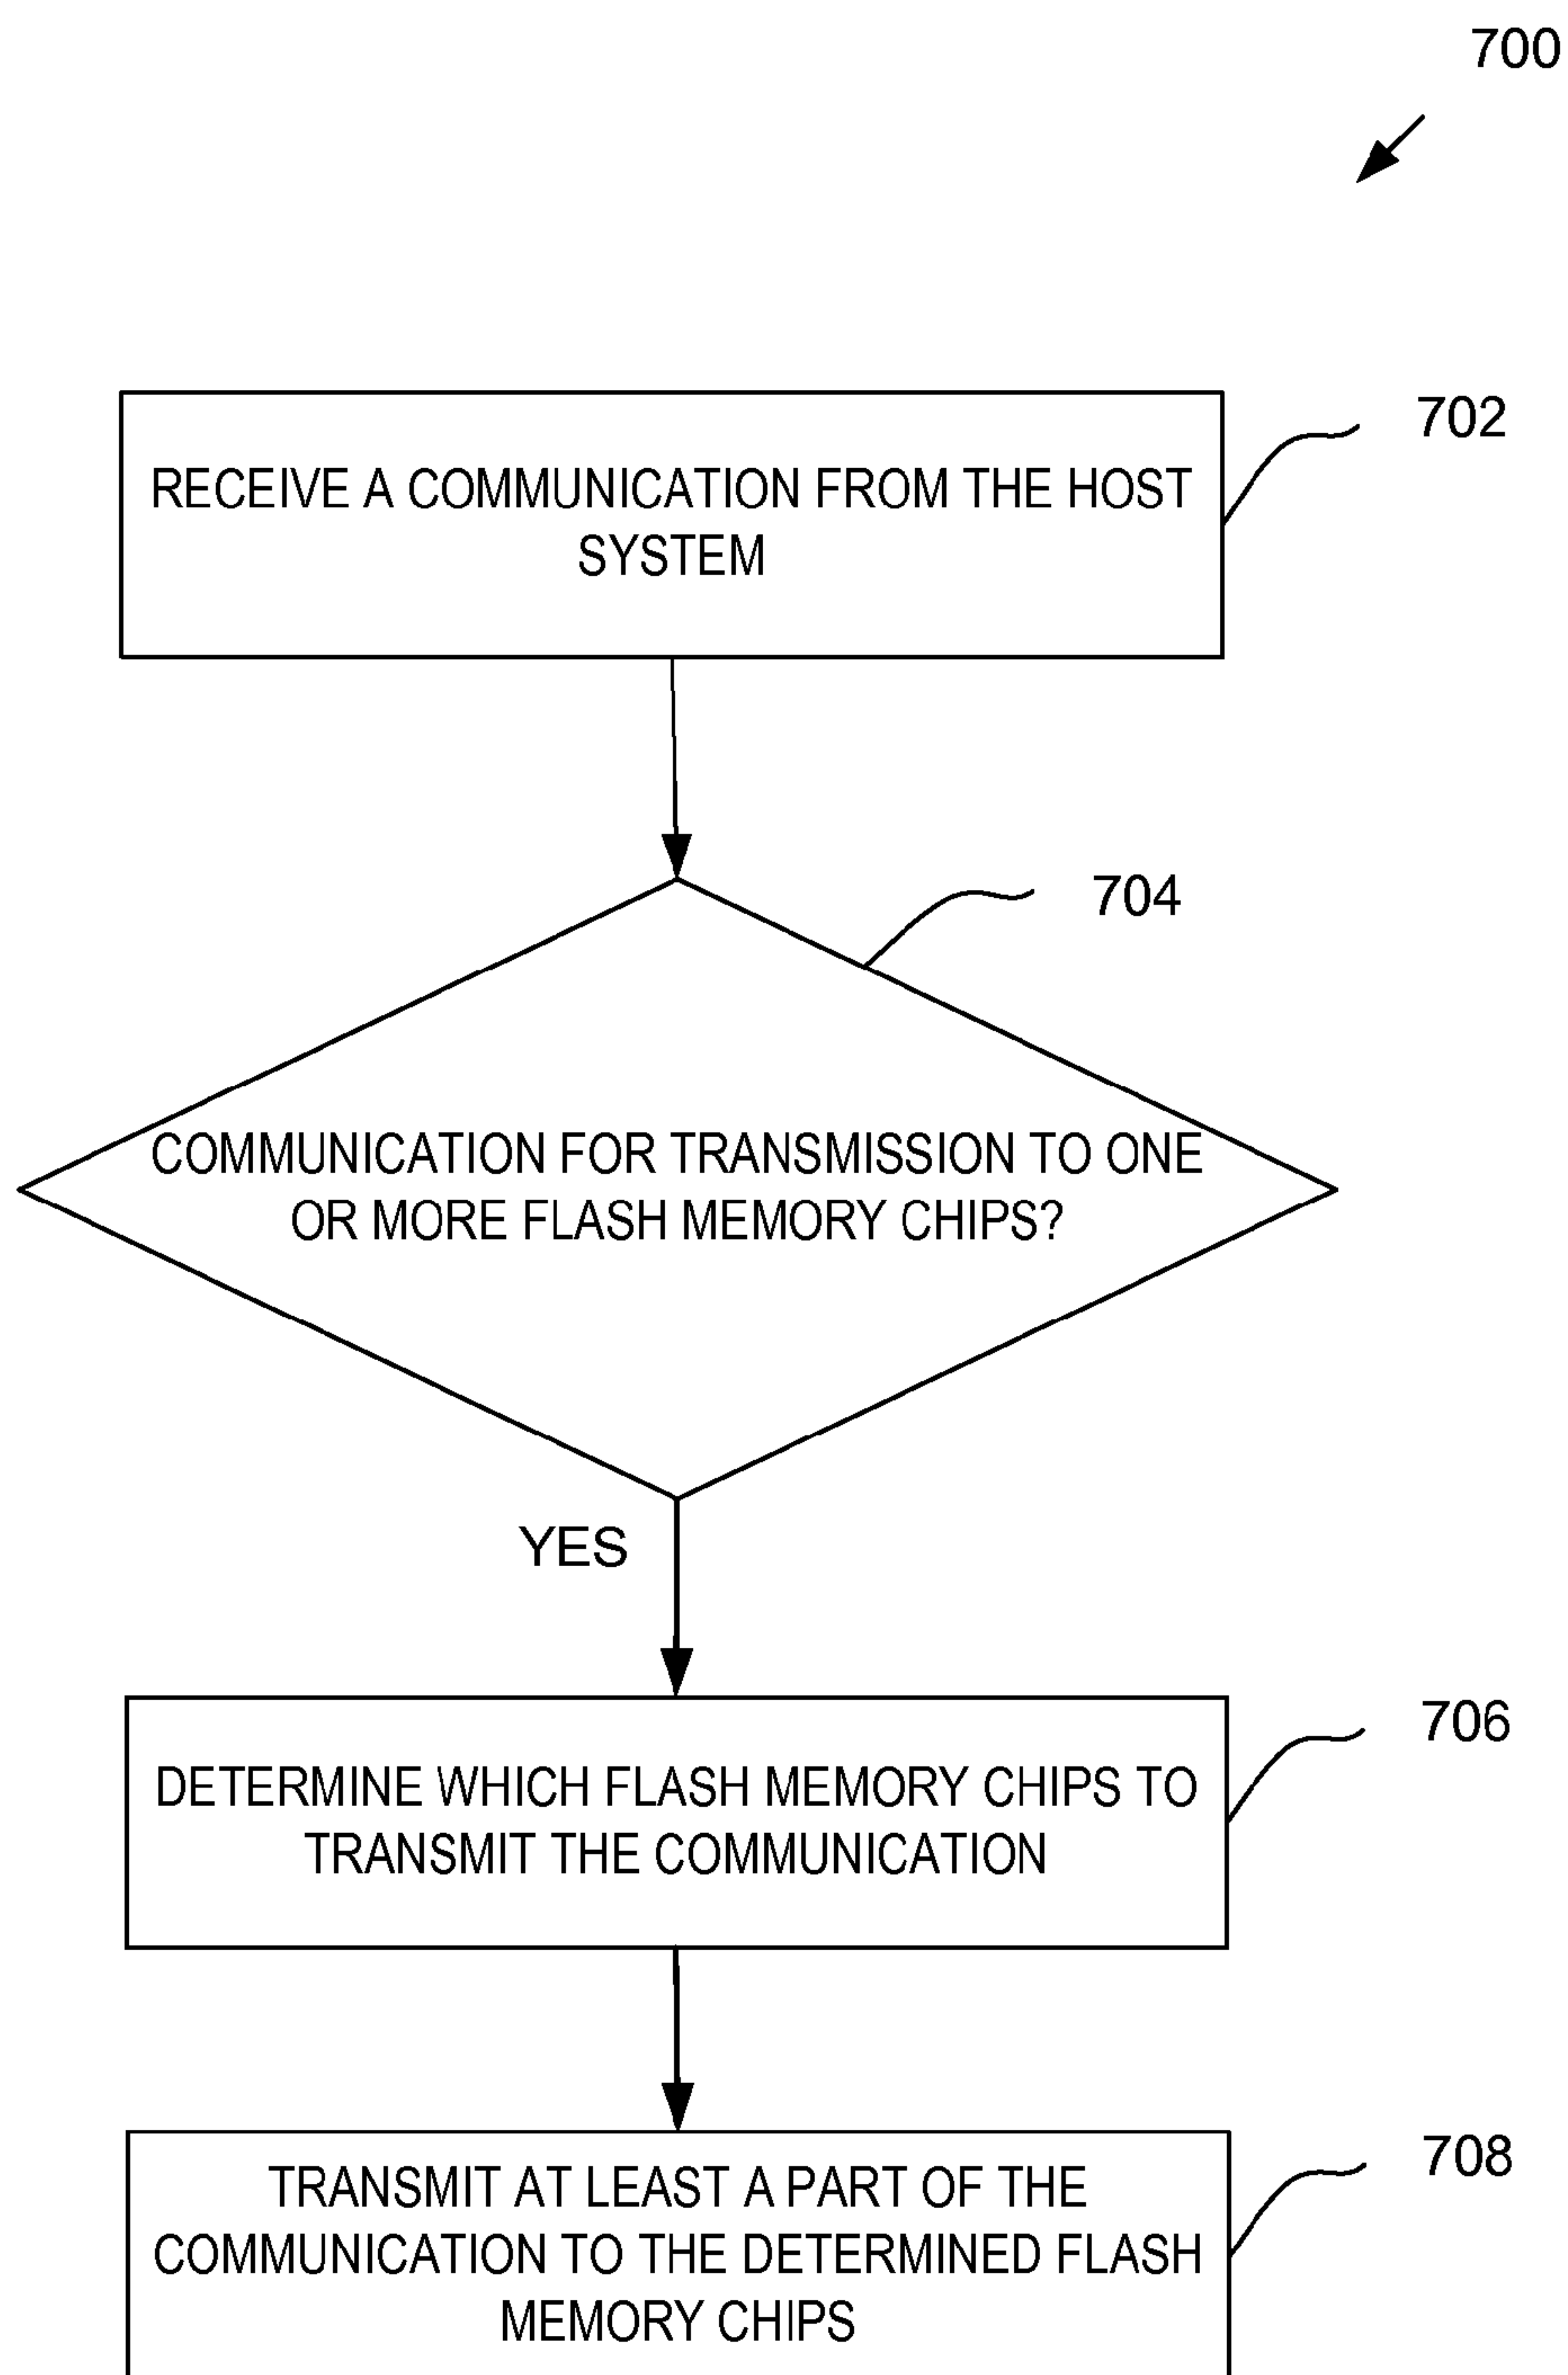 700
702
RECEIVE A COMMUNICATION FROM THE HOST
SYSTEM
704
COMMUNICATION FOR TRANSMISSION TO ONE
OR MORE FLASH MEMORY CHIPS?
YES
706
DETERMINE WHICH FLASH MEMORY CHIPS TO
TRANSMIT THE COMMUNICATION
708
TRANSMIT AT LEAST A PART OF THE
COMMUNICATION TO THE DETERMINED FLASH
MEMORY CHIPS